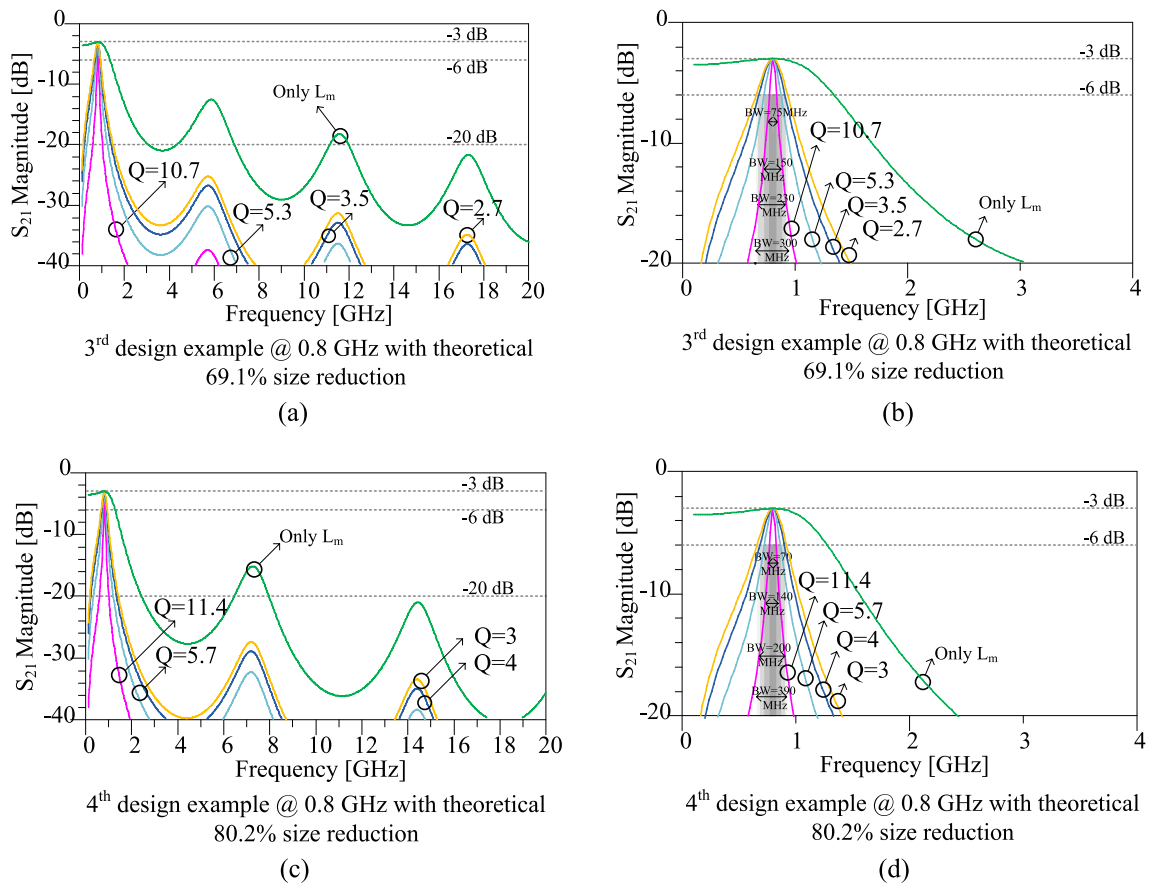 0
-10
-20
-30
-40
S21 Magnitude [dB]
-3 dB
-6 dB
-20 dB
Only Lm
Q=10.7
Q=5.3
Q=3.5
Q=2.7
0 2 4 6 8 10 12 14 16 18 20
Frequency [GHz]
3rd design example @ 0.8 GHz with theoretical
69.1% size reduction
(a)
0
-10
-20
S21 Magnitude [dB]
-3 dB
-6 dB
BW=75MHz
BW=150
MHz
BW=230
MHz
BW=300
MHz
Q=10.7
Q=5.3
Q=3.5
Q=2.7
Only Lm
0 1 2 3 4
Frequency [GHz]
3rd design example @ 0.8 GHz with theoretical
69.1% size reduction
(b)
0
-10
-20
-30
-40
S21 Magnitude [dB]
-3 dB
-6 dB
-20 dB
Only Lm
Q=11.4
Q=5.7
Q=3
Q=4
0 2 4 6 8 10 12 14 16 18 20
Frequency [GHz]
4th design example @ 0.8 GHz with theoretical
80.2% size reduction
(c)
0
-10
-20
S21 Magnitude [dB]
-3 dB
-6 dB
BW=70
MHz
BW=140
MHz
BW=200
MHz
BW=390
MHz
Q=11.4
Q=5.7
Q=4
Q=3
Only Lm
0 1 2 3 4
Frequency [GHz]
4th design example @ 0.8 GHz with theoretical
80.2% size reduction
(d)